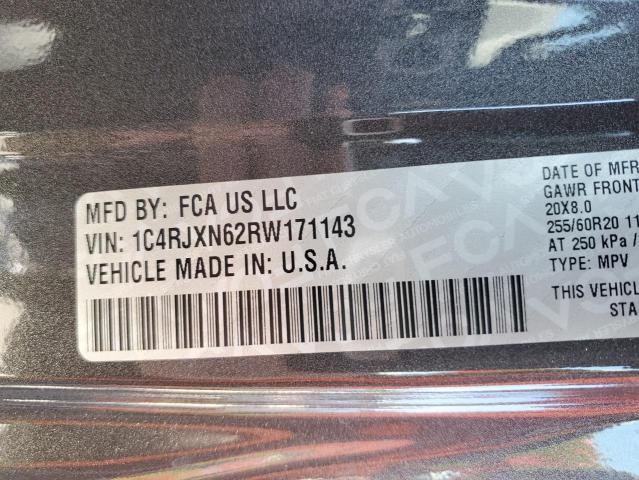 MFD BY: FCA US LLC
VIN: 1C4RJXN62RW171143
VEHICLE MADE IN: U.S.A.
DATE OF MFR
GAWR FRONT
20X8.0
255/60R20 11
AT 250 kPa /
TYPE: MPV
THIS VEHICL
STA